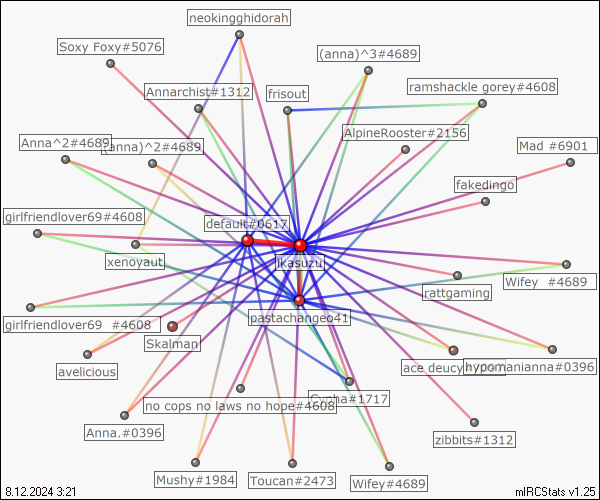 neokingghidorah
Soxy Foxy#5076
(anna)^3#4689
Annarchist#1312
frisout
ramshackle gorey#4608
AlpineRooster#2156
Anna^2#4689
(anna)^2#4689
Mad #6901
fakedingo
girlfriendlover69#4608
default#0617
xenoyaut
ikasuzu
rattgaming
Wifey #4689
girlfriendlover69 #4608
pastachangeo41
Skalman
avelicious
ace deucy
hypomanianna#0396
no cops no laws no hope#4608
Cypha#1717
Anna.#0396
zibbits#1312
Mushy#1984
Toucan#2473
Wifey#4689
8.12.2024 3:21
mIRCStats v1.25